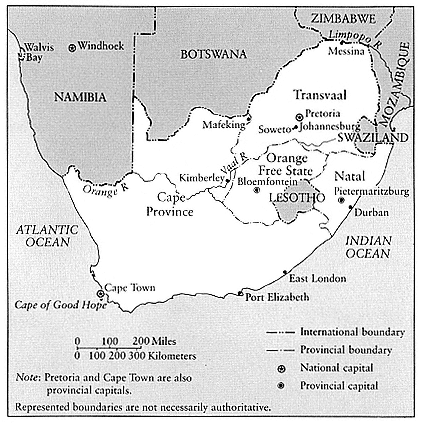 ZIMBABWE
Limpopo R
Walvis
Bay
Windhoek
BOTSWANA
Messina
MOZAMBIQUE
NAMIBIA
Transvaal
Pretoria
Mafeking
Soweto
Johannesburg
SWAZILAND
Vaal R
Orange
Free State
Natal
Kimberley
Bloemfontein
Pietermaritzburg
Orange R
Cape
Province
LESOTHO
Durban
ATLANTIC
OCEAN
INDIAN
OCEAN
East London
Cape Town
Cape of Good Hope
Port Elizabeth
0 100 200 Miles
0 100 200 300 Kilometers
International boundary
Provincial boundary
National capital
Provincial capital
Note: Pretoria and Cape Town are also
provincial capitals.
Represented boundaries are not necessarily authoritative.